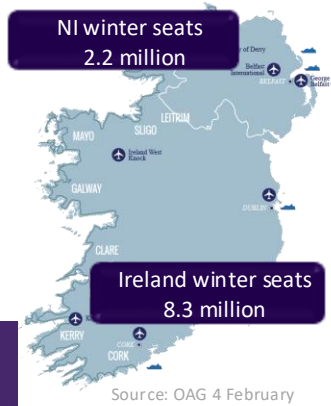 NI winter seats
2.2 million
of Derry
Belfast
International
BELFAST
George
Belfast
LEITRIM
SLIGO
MAYO
Ireland West
Knock
GALWAY
DUBLIN
CLARE
Ireland winter seats
8.3 million
KERRY
CORK
CORK
Source: OAG 4 February